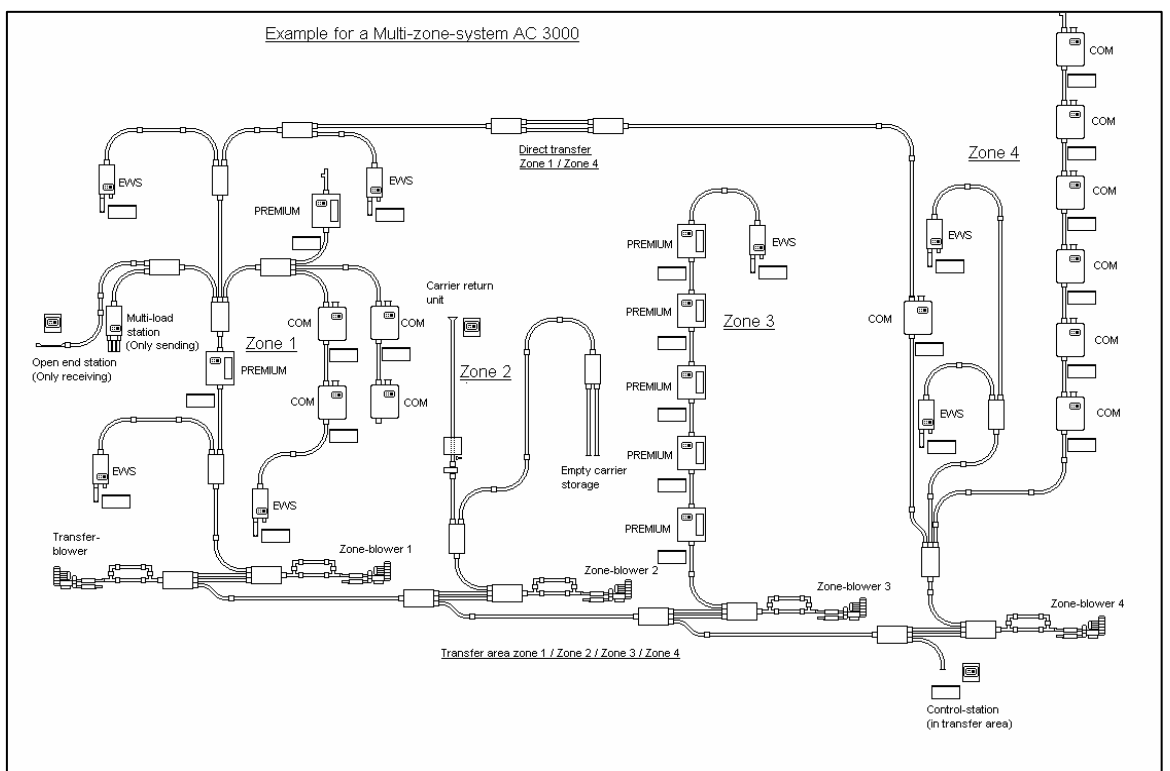 Example for a Multi-zone-system AC 3000
COM
COM
Direct transfer
Zone 1 / Zone 4
Zone 4
EWS
EWS
COM
PREMIUM
PREMIUM
EWS
EWS
COM
Carrier return
unit
PREMIUM
Zone 3
Multi-load
station
(Only sending)
Open end station
(Only receiving)
COM
COM
Zone 1
COM
COM
PREMIUM
Zone 2
PREMIUM
COM
COM
EWS
COM
EWS
Empty carrier
storage
PREMIUM
EWS
PREMIUM
Transfer-
blower
Zone-blower 1
Zone-blower 2
Zone-blower 3
Zone-blower 4
Transfer area zone 1 / Zone 2 / Zone 3 / Zone 4
Control-station
(in transfer area)